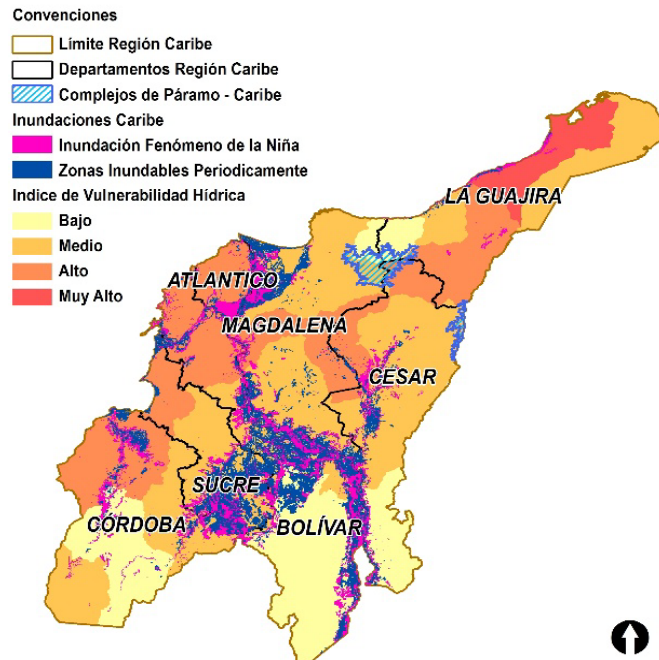 Convenciones
Límite Región Caribe
Departamentos Región Caribe
Complejos de Páramo - Caribe
Inundaciones Caribe
Inundación Fenómeno de la Niña
Zonas Inundables Periodicamente
Indice de Vulnerabilidad Hídrica
Bajo
Medio
Alto
Muy Alto
LA GUAJIRA
ATLANTICO
MAGDALENA
CESAR
SUCRE
CÓRDOBA
BOLÍVAR